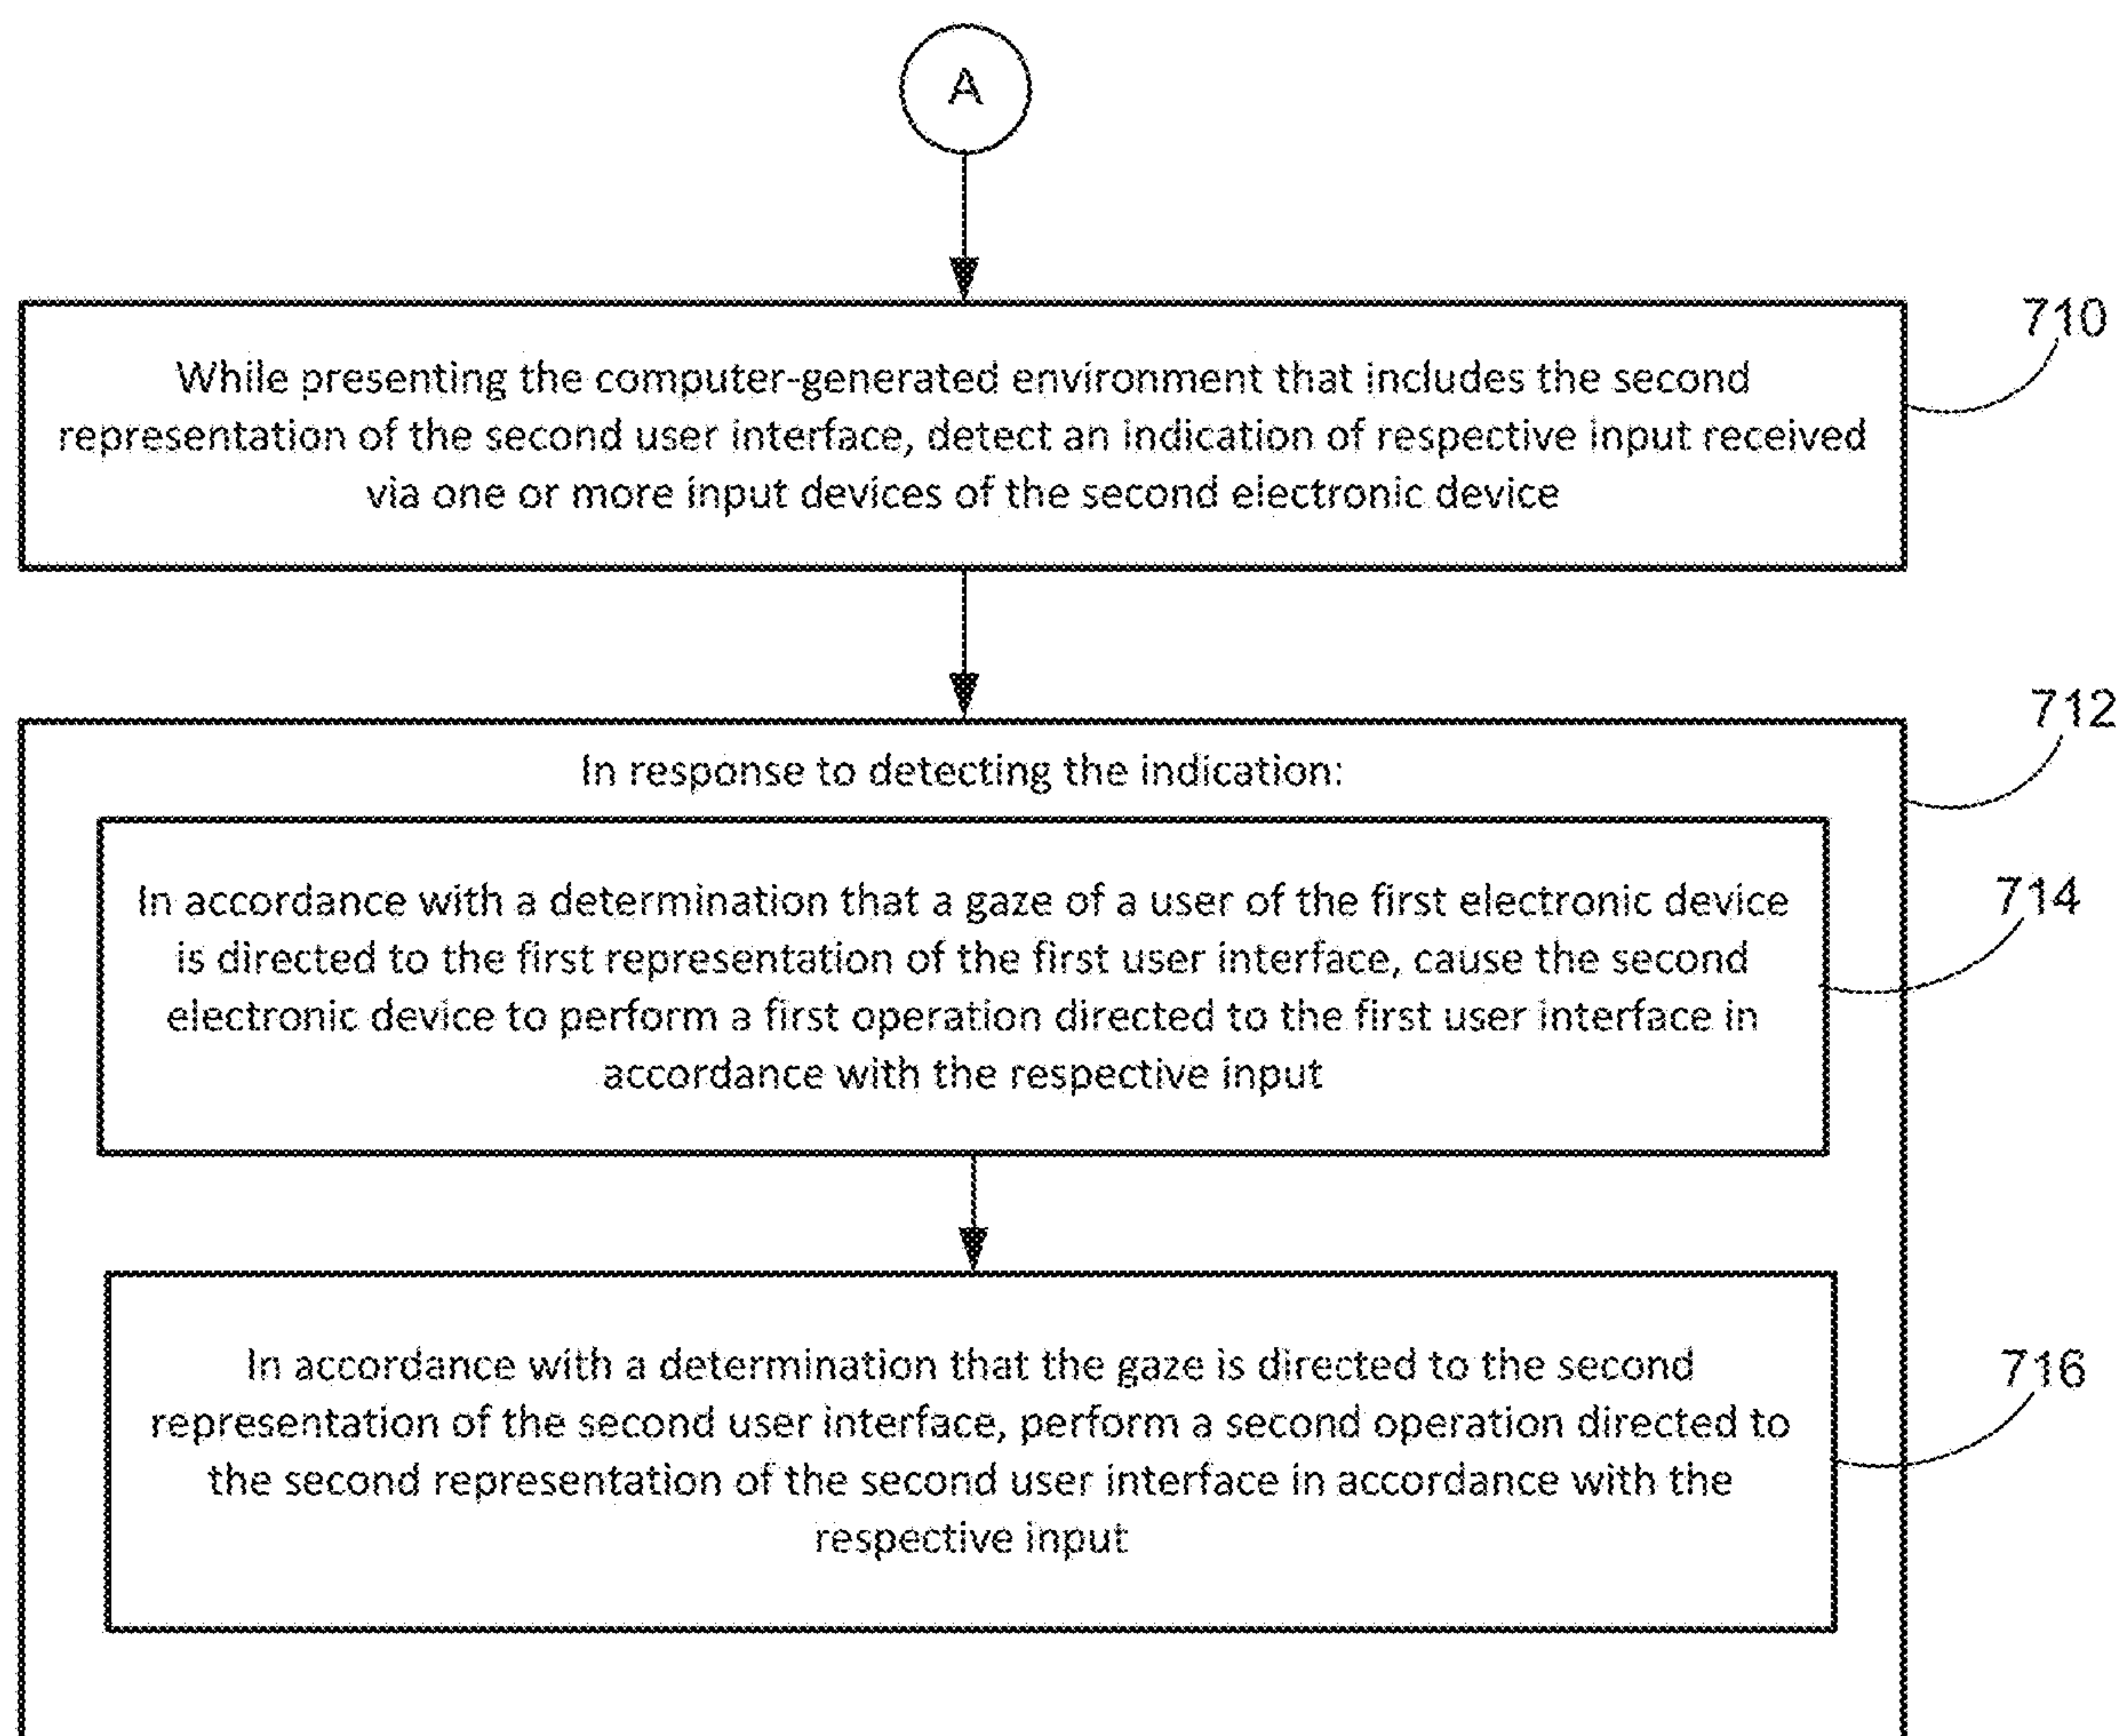 A
710
While presenting the computer-generated environment that includes the second
representation of the second user interface, detect an indication of respective input received
via one or more input devices of the second electronic device
712
In response to detecting the indication:
714
In accordance with a determination that a gaze of a user of the first electronic device
is directed to the first representation of the first user interface, cause the second
electronic device to perform a first operation directed to the first user interface in
accordance with the respective input
716
In accordance with a determination that the gaze is directed to the second
representation of the second user interface, perform a second operation directed to
the second representation of the second user interface in accordance with the
respective input